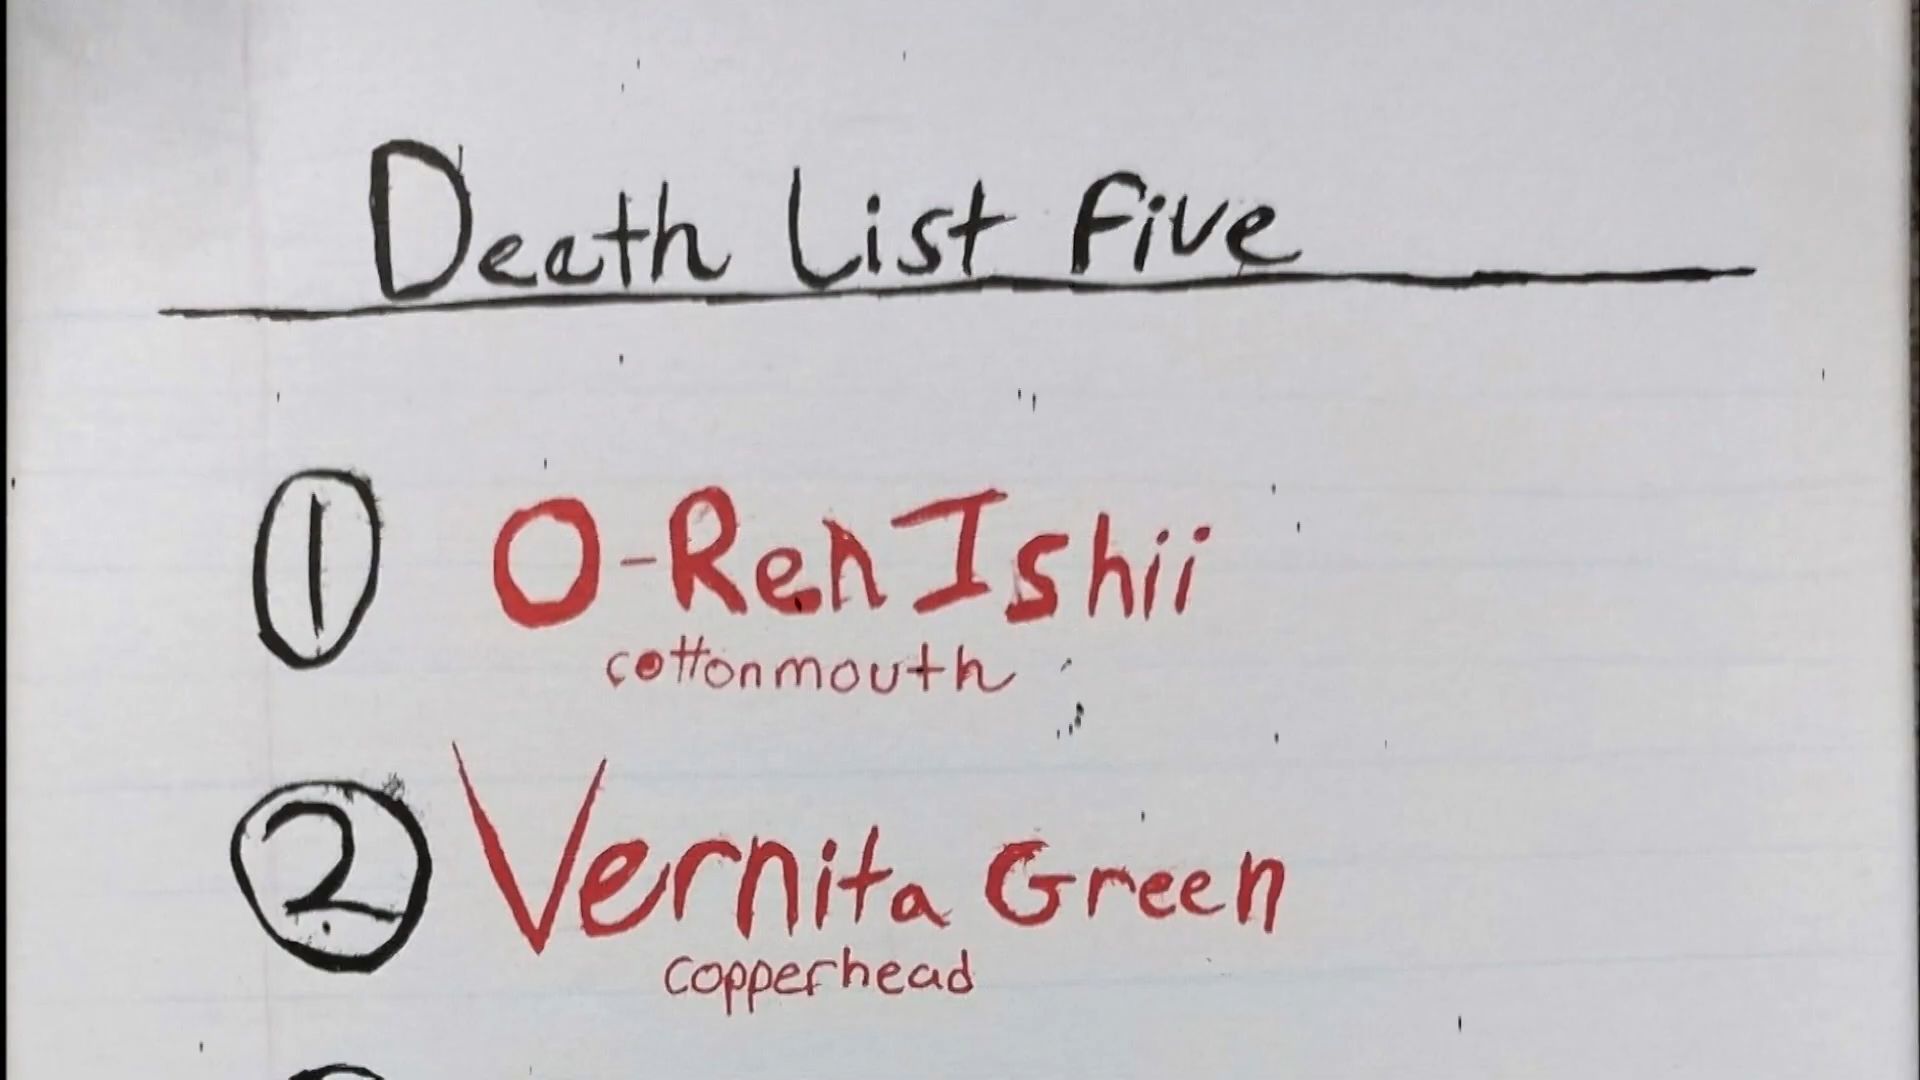 Death List Five
1 O-Ren Ishii
cottonmouth
2 Vernita Green
copperhead